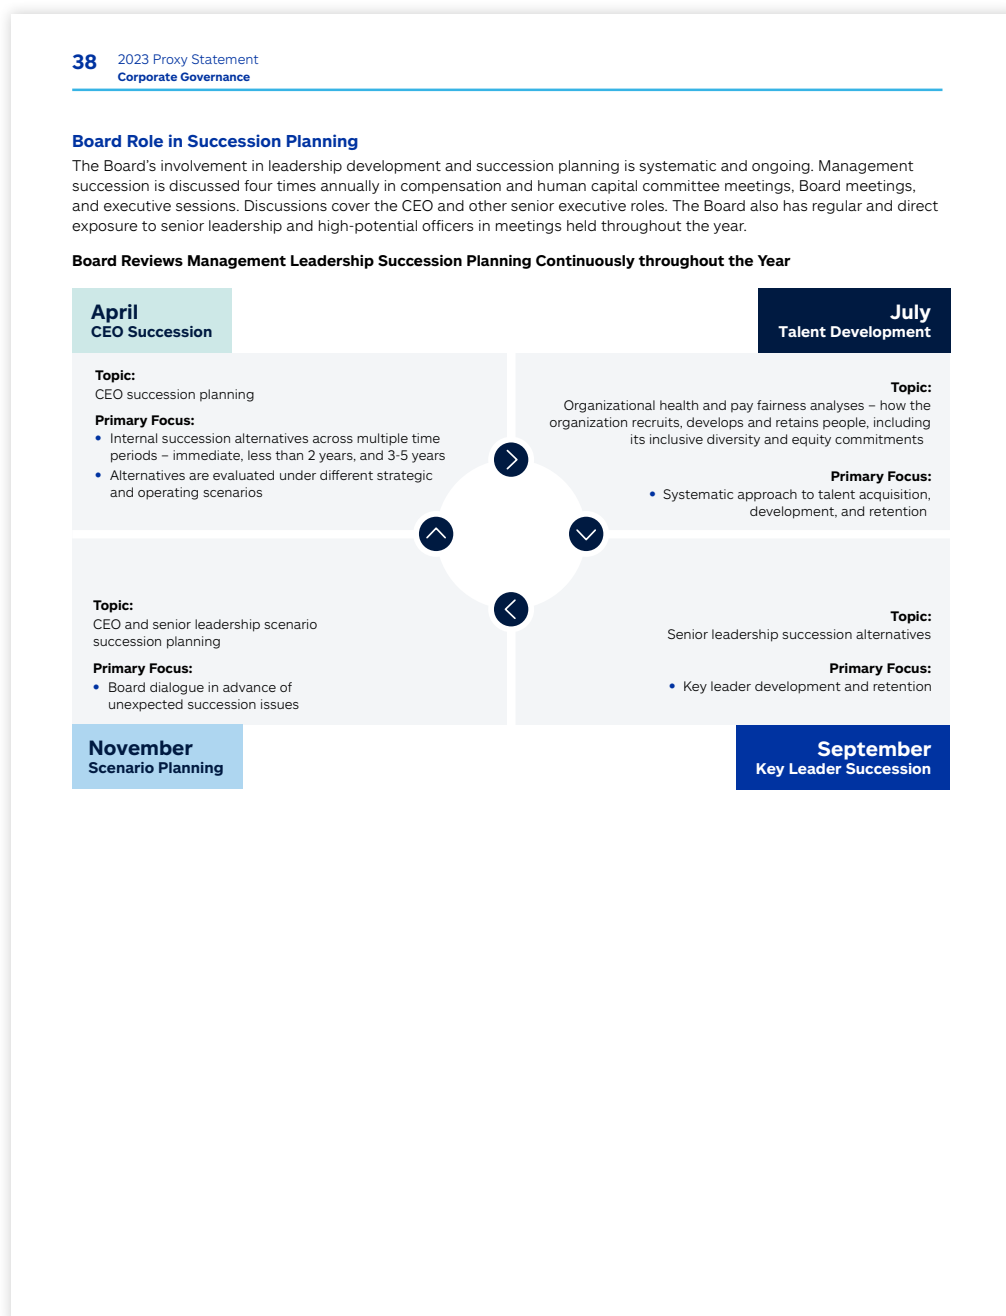 38
2023 Proxy Statement
Corporate Governance
Board Role in Succession Planning
The Board’s involvement in leadership development and succession planning is systematic and ongoing. Management
succession is discussed four times annually in compensation and human capital committee meetings, Board meetings,
and executive sessions. Discussions cover the CEO and other senior executive roles. The Board also has regular and direct
exposure to senior leadership and high-potential officers in meetings held throughout the year.
Board Reviews Management Leadership Succession Planning Continuously throughout the Year
April
CEO Succession
Topic:
CEO succession planning
Primary Focus:
• Internal succession alternatives across multiple time
periods – immediate, less than 2 years, and 3-5 years
• Alternatives are evaluated under different strategic
and operating scenarios
July
Talent Development
Topic:
Organizational health and pay fairness analyses – how the
organization recruits, develops and retains people, including
its inclusive diversity and equity commitments
Primary Focus:
• Systematic approach to talent acquisition,
development, and retention
Topic:
CEO and senior leadership scenario
succession planning
Primary Focus:
• Board dialogue in advance of
unexpected succession issues
November
Scenario Planning
Topic:
Senior leadership succession alternatives
Primary Focus:
• Key leader development and retention
September
Key Leader Succession